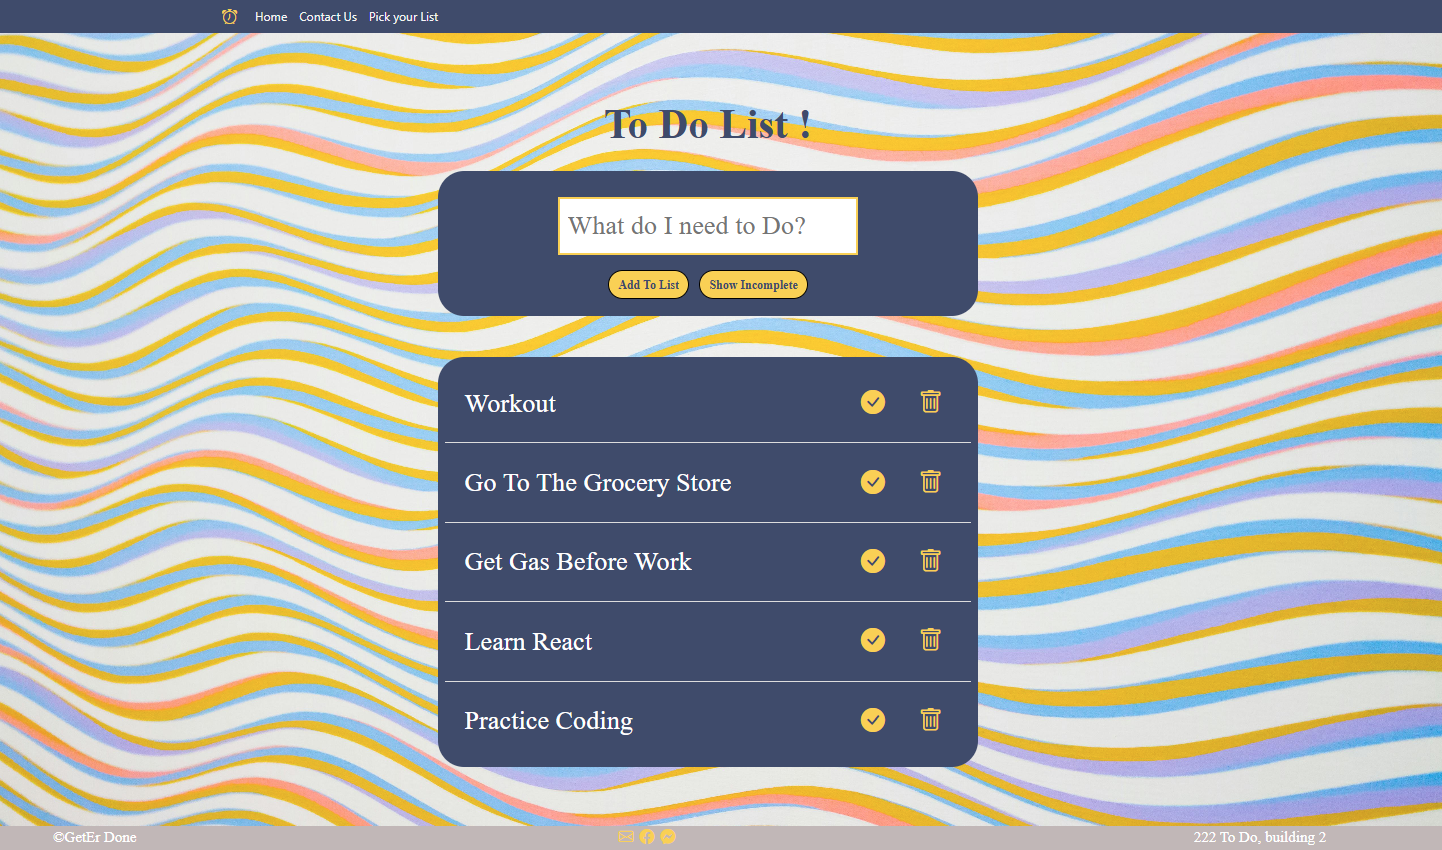 Home Contact Us Pick your List
To Do List !
What do I need to Do?
Add To List Show Incomplete
Workout
Go To The Grocery Store
Get Gas Before Work
Learn React
Practice Coding
©GetEr Done 222 To Do, building 2